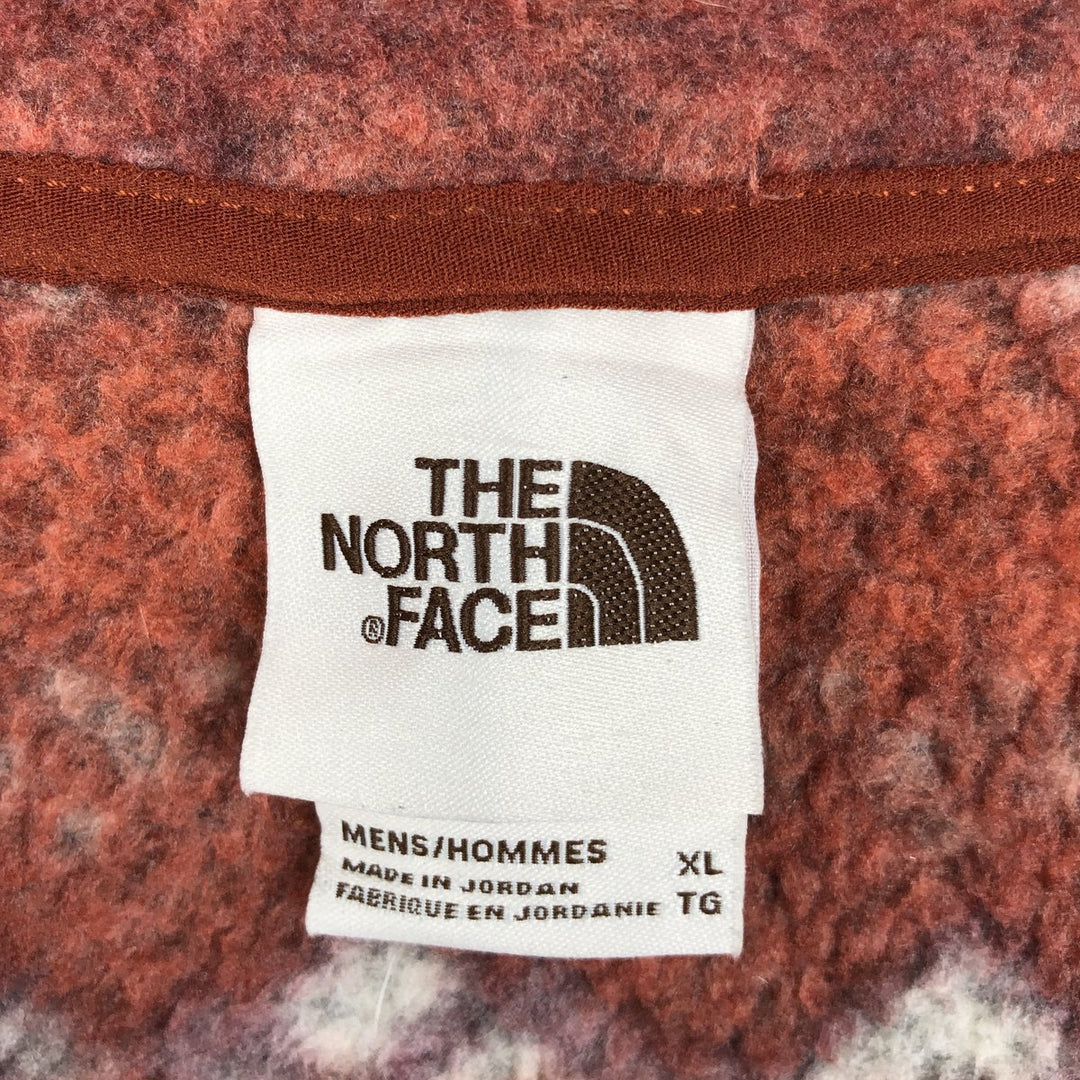 THE
NORTH
®FACE
MENS/HOMMES XL
MADE IN JORDAN
FABRIQUE EN JORDANIE TG